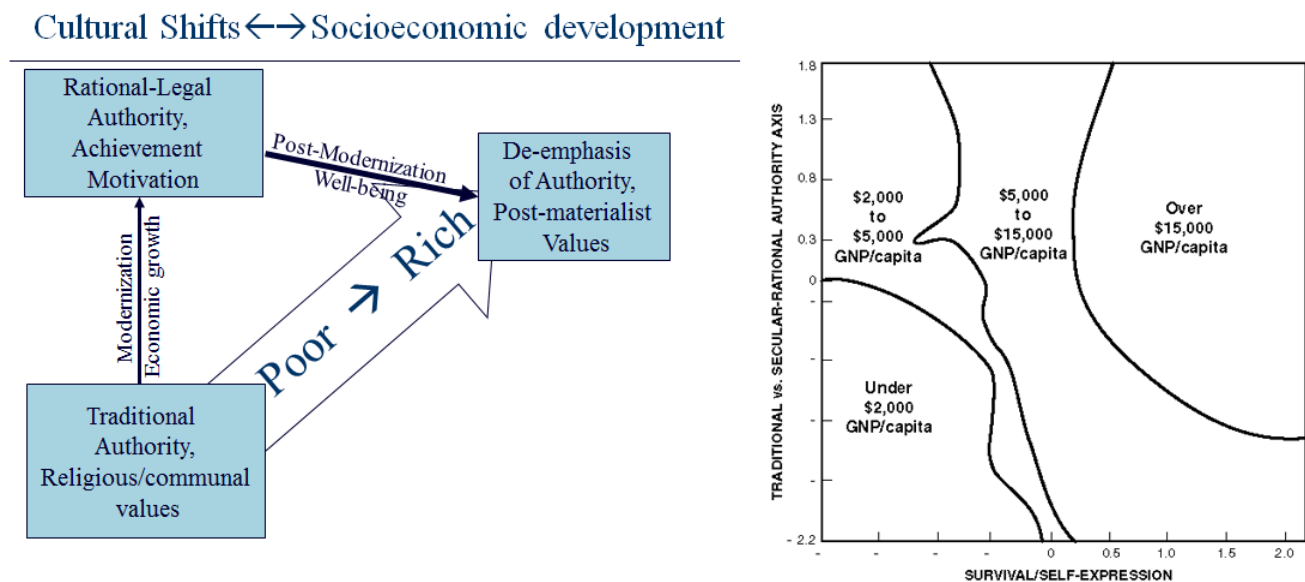 Cultural Shifts←→Socioeconomic development
Rational-Legal
Authority,
Achievement
Motivation
Post-Modernization
Well-being
De-emphasis
of Authority,
Post-materialist
Values
Modernization
Economic growth
Poor → Rich
Traditional
Authority,
Religious/communal
values
TRADITIONAL vs. SECULAR-RATIONAL AUTHORITY AXIS
1.8
1.3
0.8
0.3
0
-
-
-
-
- 2.2
$2,000
to
$5,000
GNP/capita
$5,000
to
$15,000
GNP/capita
Over
$15,000
GNP/capita
Under
$2,000
GNP/capita
- - - - 0 0.5 1.0 1.5 2.0
SURVIVAL/SELF-EXPRESSION